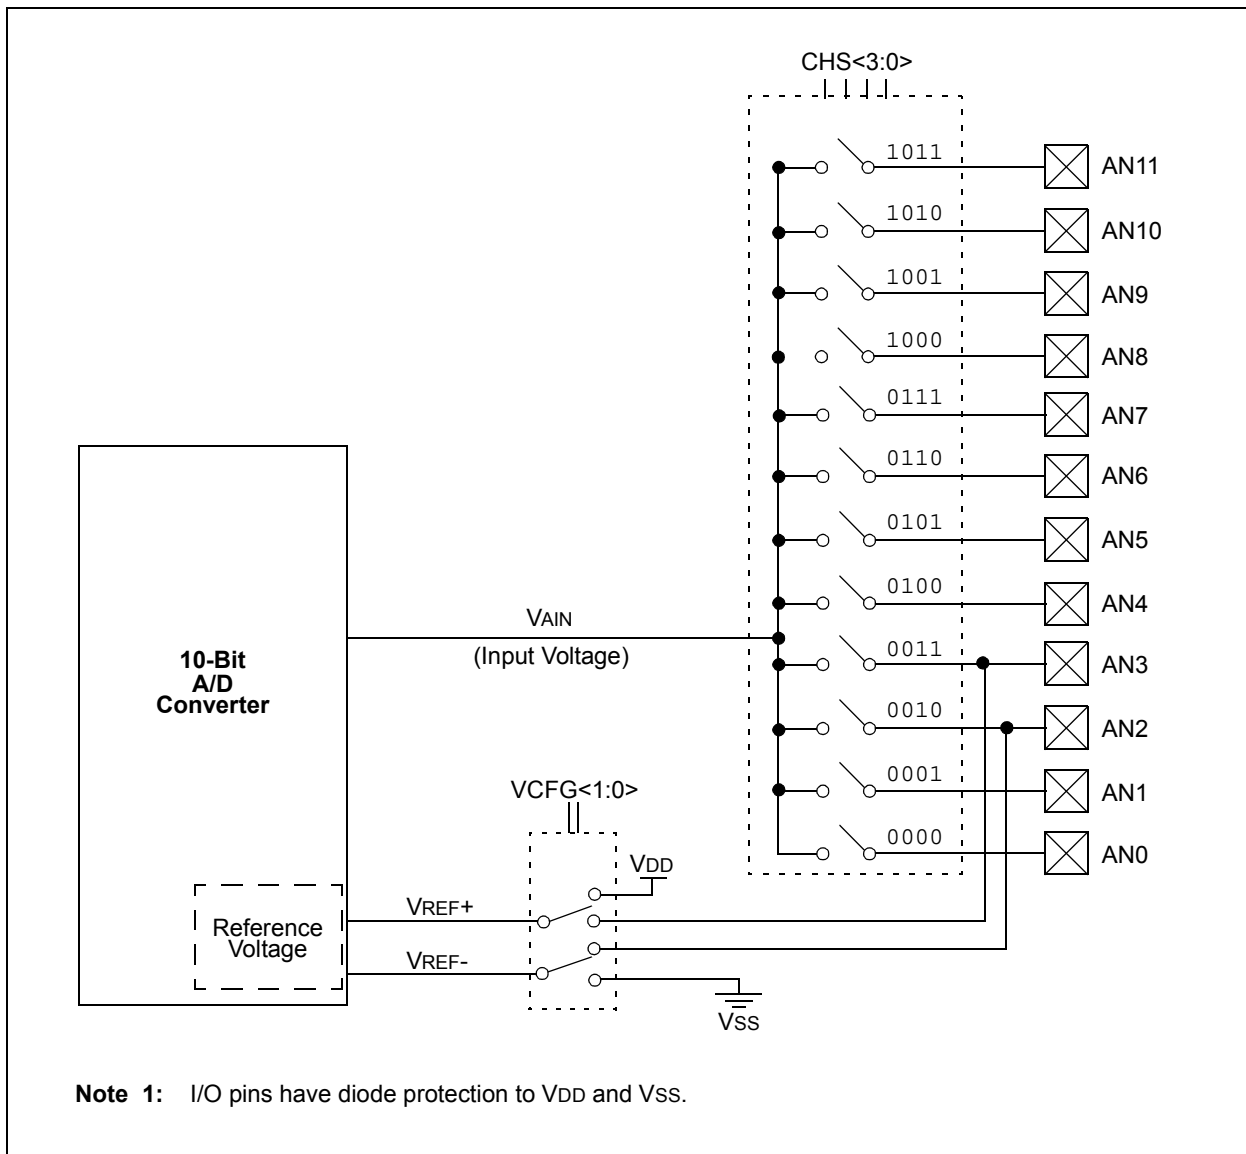 CHS<3:0>
1011 AN11
1010 AN10
1001 AN9
1000 AN8
0111 AN7
0110 AN6
0101 AN5
0100 AN4
VAIN
(Input Voltage)
10-Bit
A/D
Converter
0011 AN3
0010 AN2
0001 AN1
0000 AN0
VCFG<1:0>
VDD
Reference
Voltage
VREF+
VREF-
VSS
Note 1: I/O pins have diode protection to VDD and VSS.